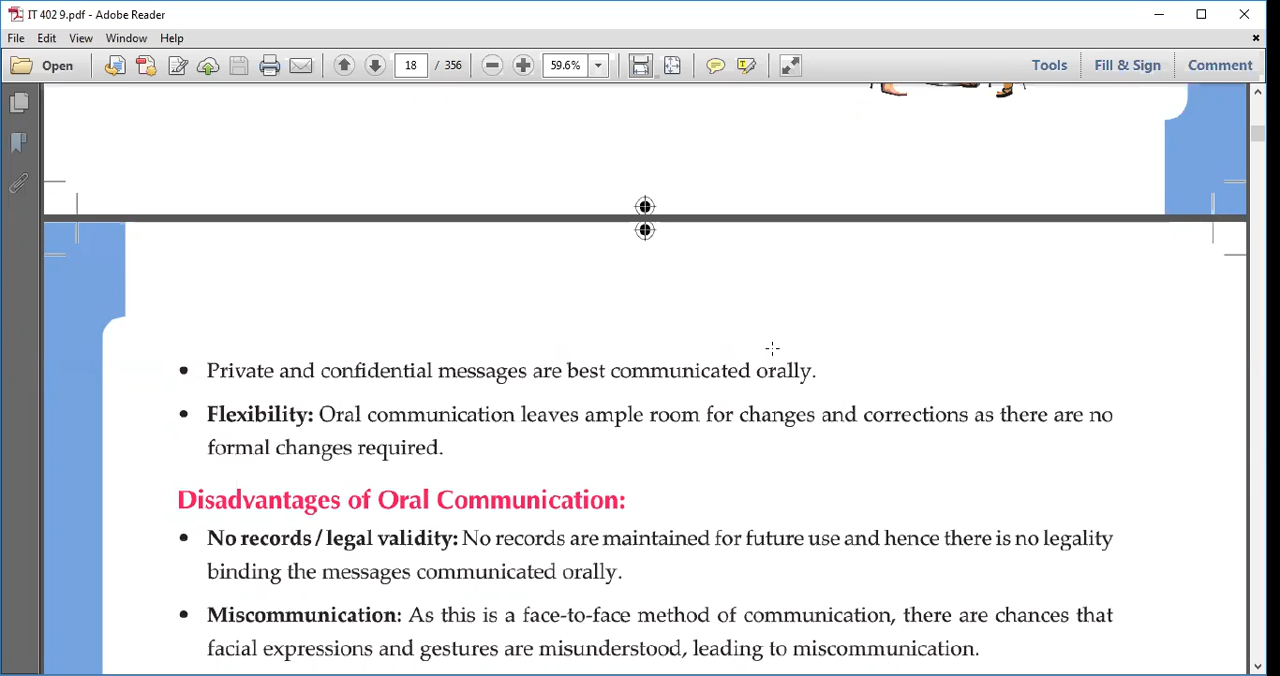 IT 402 9.pdf - Adobe Reader
File Edit View Window Help
Open 18 / 356 59.6% Tools Fill & Sign Comment
• Private and confidential messages are best communicated orally.
• Flexibility: Oral communication leaves ample room for changes and corrections as there are no
formal changes required.
Disadvantages of Oral Communication:
• No records / legal validity: No records are maintained for future use and hence there is no legality
binding the messages communicated orally.
• Miscommunication: As this is a face-to-face method of communication, there are chances that
facial expressions and gestures are misunderstood, leading to miscommunication.